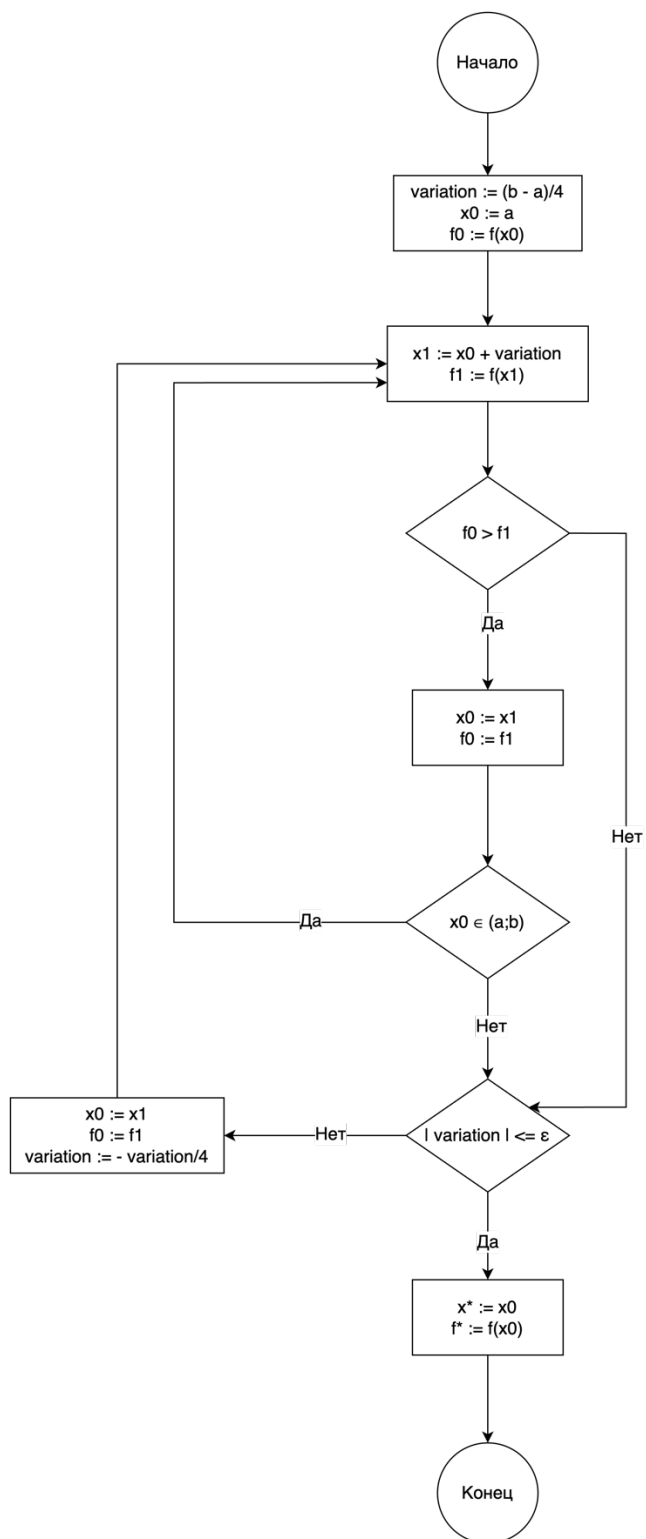 Начало
variation := (b - a)/4
x0 := a
f0 := f(x0)
x1 := x0 + variation
f1 := f(x1)
f0 > f1
Да
x0 := x1
f0 := f1
Нет
x0 ∈ (a;b)
Да
Нет
x0 := x1
f0 := f1
variation := - variation/4
Нет
| variation | <= ε
Да
x* := x0
f* := f(x0)
Конец